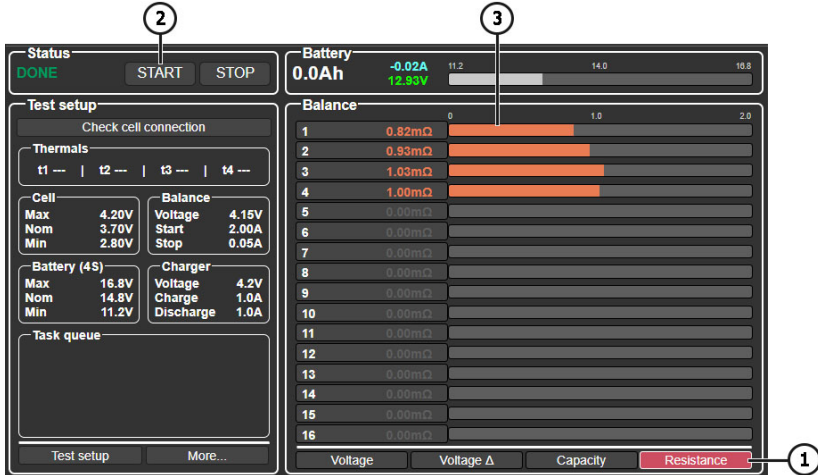 2
3
Status
DONE START STOP
Battery
0.0Ah -0.02A 11.2 14.0 16.8
12.93V
Test setup
Check cell connection
Thermals
t1 --- | t2 --- | t3 --- | t4 ---
Cell
Max 4.20V
Nom 3.70V
Min 2.80V
Balance
Voltage 4.15V
Start 2.00A
Stop 0.05A
Battery (4S)
Max 16.8V
Nom 14.8V
Min 11.2V
Charger
Voltage 4.2V
Charge 1.0A
Discharge 1.0A
Task queue
Test setup More...
Balance
0 1.0 2.0
1 0.82mΩ
2 0.93mΩ
3 1.03mΩ
4 1.00mΩ
5 0.00mΩ
6 0.00mΩ
7 0.00mΩ
8 0.00mΩ
9 0.00mΩ
10 0.00mΩ
11 0.00mΩ
12 0.00mΩ
13 0.00mΩ
14 0.00mΩ
15 0.00mΩ
16 0.00mΩ
Voltage Voltage Δ Capacity Resistance
1